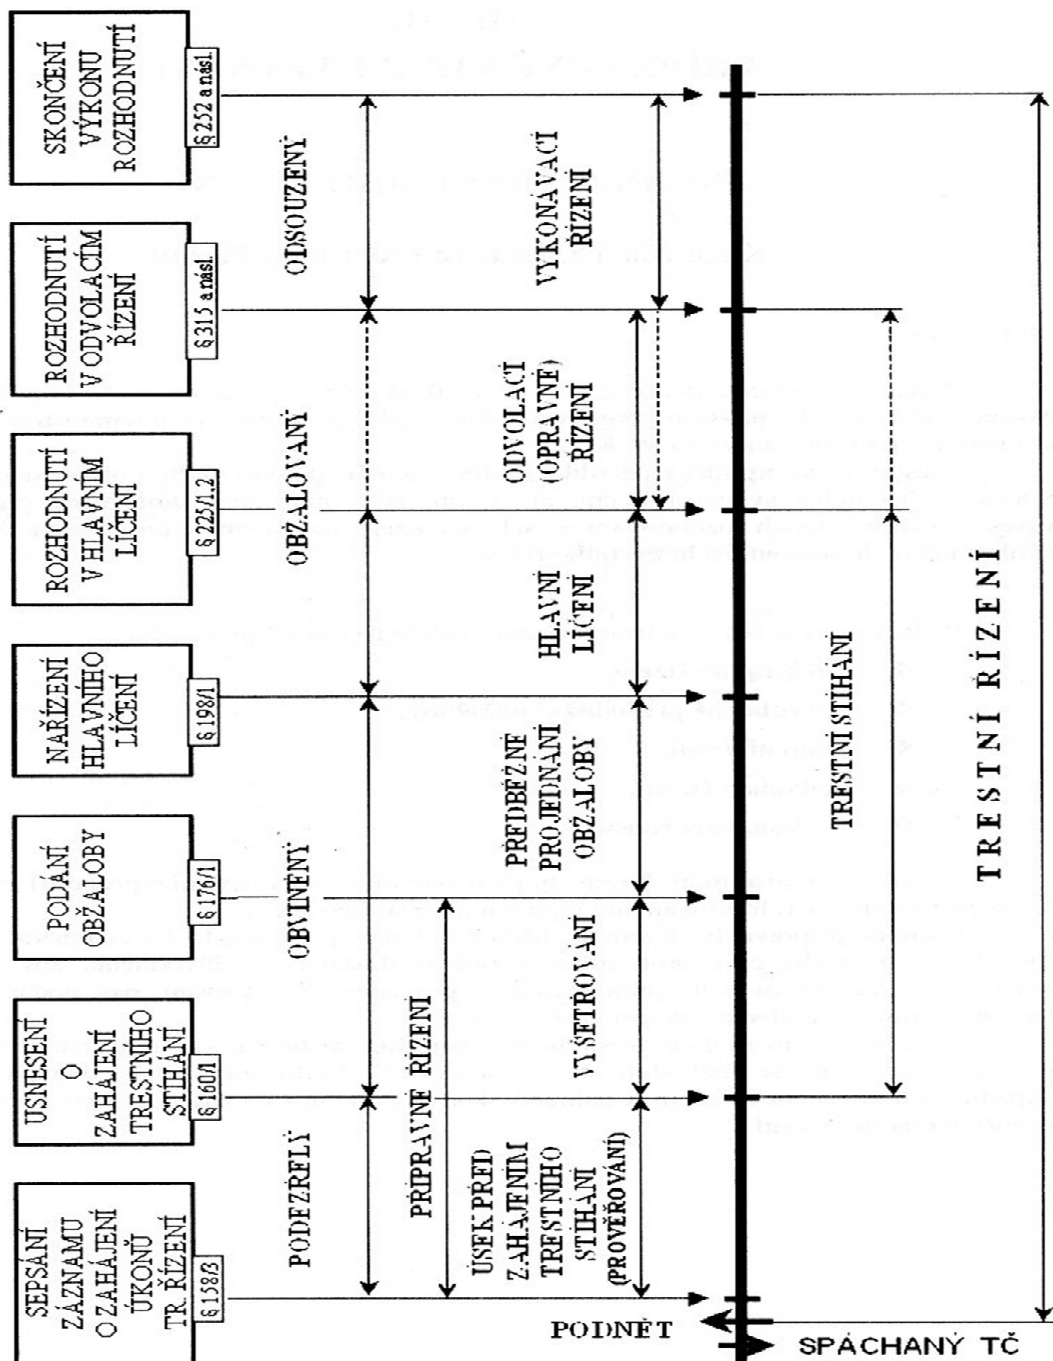 SEPSÁNÍ
ZÁZNAMU
O ZAHÁJENÍ
ÚKONŮ
TR. ŘÍZENÍ
§ 158/3
USNESENÍ
O
ZAHÁJENÍ
TRESTNÍHO
STÍHÁNÍ
§ 160/1
PODÁNÍ
OBŽALOBY
§ 176/1
NAŘÍZENÍ
HLAVNÍHO
LÍČENÍ
§ 198/1
ROZHODNUTÍ
V HLAVNÍM
LÍČENÍ
§ 223/1,2
ROZHODNUTÍ
V ODVOLACÍM
ŘÍZENÍ
§ 315 a násl.
SKONČENÍ
VÝKONU
ROZHODNUTÍ
§ 252 a násl.
PODEZŘELÝ
OBVINĚNÝ
OBŽALOVANÝ
ODSOUZENÝ
PŘÍPRAVNÉ ŘÍZENÍ
ÚSEK PŘED
ZAHÁJENÍM
TRESTNÍHO
STÍHÁNÍ
(PROVĚŘOVÁNÍ)
VYŠETŘOVÁNÍ
PŘEDBĚŽNÉ
PROJEDNÁNÍ
OBŽALOBY
HLAVNÍ
LÍČENÍ
ODVOLACÍ
(OPRAVNÉ)
ŘÍZENÍ
VYKONÁVACÍ
ŘÍZENÍ
TRESTNÍ STÍHÁNÍ
TRESTNÍ ŘÍZENÍ
PODNĚT
SPÁCHANÝ TČ